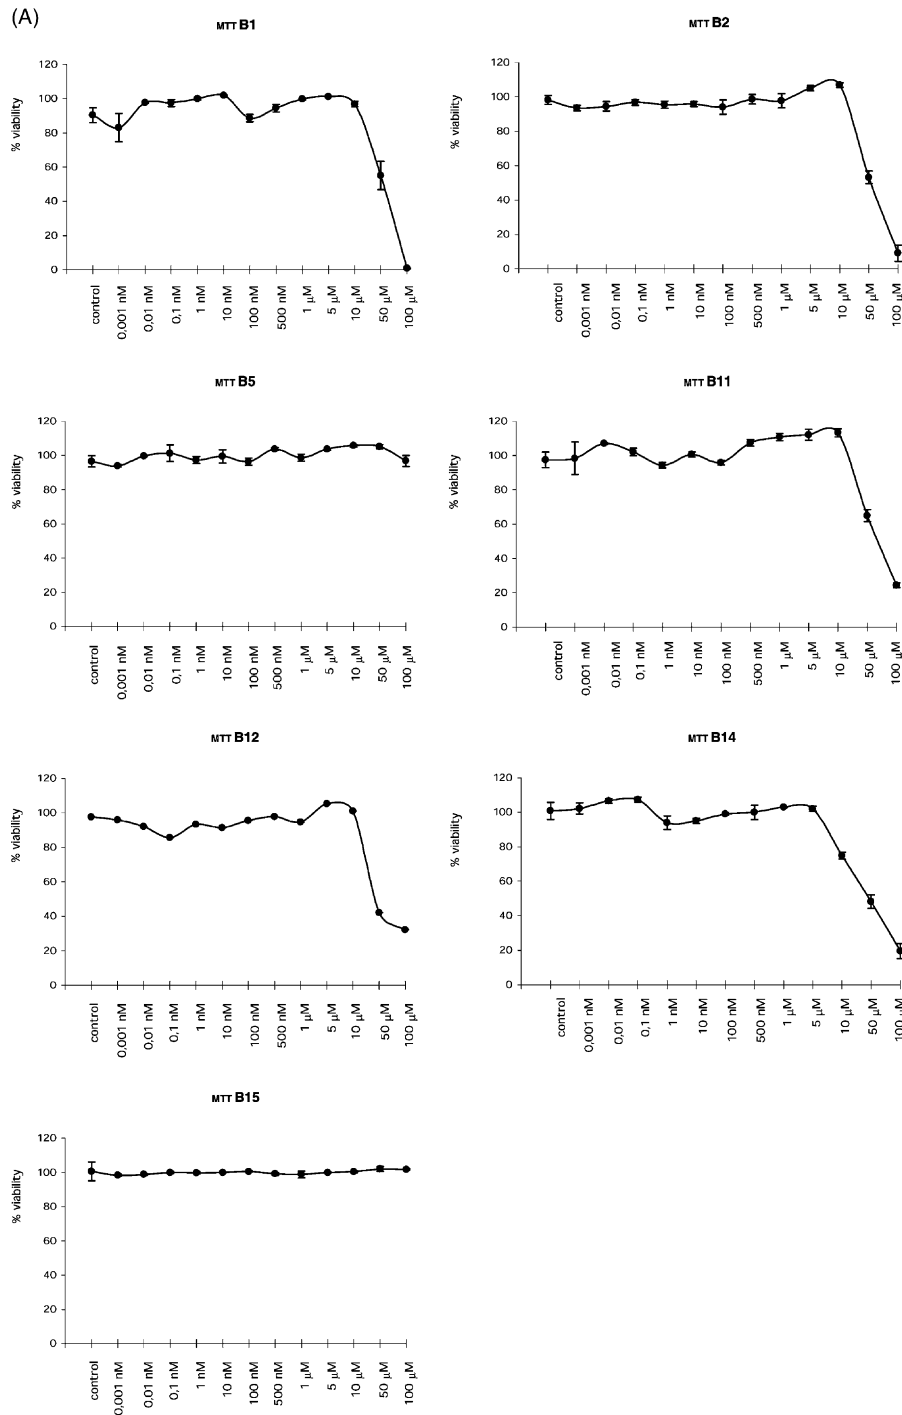 (A)
MTT B1
120
100
80
60
40
20
0
% viability
control
0,001 nM
0,01 nM
0,1 nM
1 nM
10 nM
100 nM
500 nM
1 μM
5 μM
10 μM
50 μM
100 μM
MTT B2
120
100
80
60
40
20
0
% viability
control
0,001 nM
0,01 nM
0,1 nM
1 nM
10 nM
100 nM
500 nM
1 μM
5 μM
10 μM
50 μM
100 μM
MTT B5
120
100
80
60
40
20
0
% viability
control
0,001 nM
0,01 nM
0,1 nM
1 nM
10 nM
100 nM
500 nM
1 μM
5 μM
10 μM
50 μM
100 μM
MTT B11
120
100
80
60
40
20
0
% viability
control
0,001 nM
0,01 nM
0,1 nM
1 nM
10 nM
100 nM
500 nM
1 μM
5 μM
10 μM
50 μM
100 μM
MTT B12
120
100
80
60
40
20
0
% viability
control
0,001 nM
0,01 nM
0,1 nM
1 nM
10 nM
100 nM
500 nM
1 μM
5 μM
10 μM
50 μM
100 μM
MTT B14
120
100
80
60
40
20
0
% viability
control
0,001 nM
0,01 nM
0,1 nM
1 nM
10 nM
100 nM
500 nM
1 μM
5 μM
10 μM
50 μM
100 μM
MTT B15
120
100
80
60
40
20
0
% viability
control
0,001 nM
0,01 nM
0,1 nM
1 nM
10 nM
100 nM
500 nM
1 μM
5 μM
10 μM
50 μM
100 μM